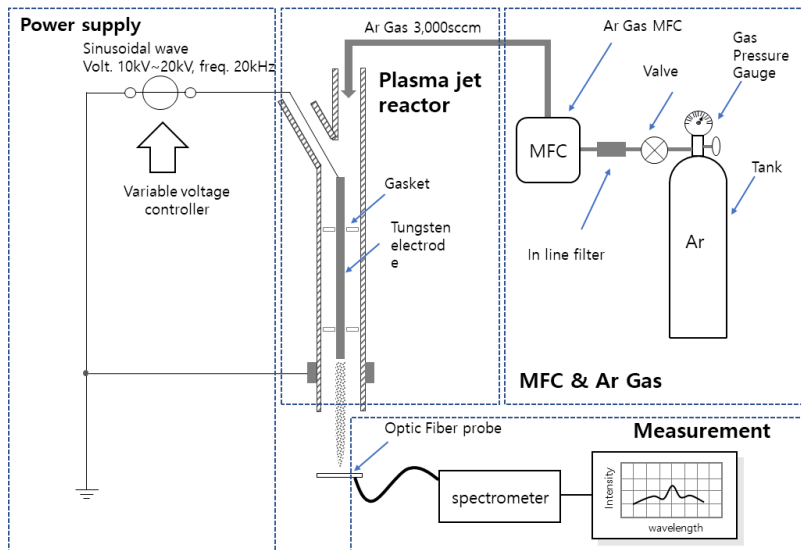 Power supply
Sinusoidal wave
Volt. 10kV~20kV, freq. 20kHz
Variable voltage
controller
Ar Gas 3,000sccm
Plasma jet
reactor
Gasket
Tungsten
electrod
e
Ar Gas MFC
Valve
Gas
Pressure
Gauge
MFC
Tank
In line filter
Ar
MFC & Ar Gas
Optic Fiber probe
Measurement
spectrometer
Intensity
wavelength